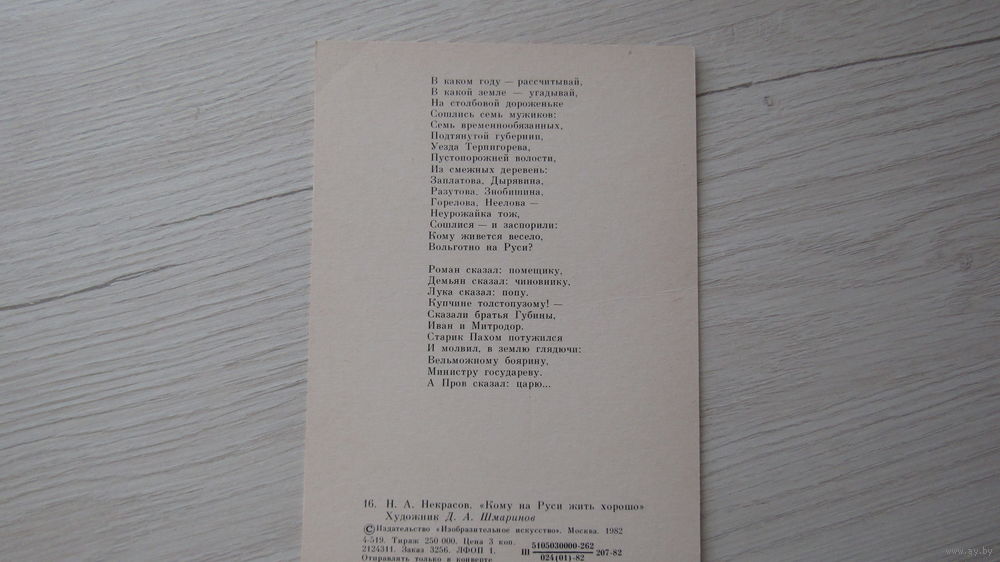 В каком году — рассчитывай,
В какой земле — угадывай,
На столбовой дороженьке
Сошлись семь мужиков:
Семь временнообязанных,
Подтянутой губернии,
Уезда Терпигорева,
Пустопорожней волости,
Из смежных деревень:
Заплатова, Дырявина,
Разутова, Знобишина,
Горелова, Неелова —
Неурожайка тож,
Сошлися — и заспорили:
Кому живется весело,
Вольготно на Руси?
Роман сказал: помещику,
Демьян сказал: чиновнику,
Лука сказал: попу.
Купчине толстопузому! —
Сказали братья Губины,
Иван и Митродор.
Старик Пахом потужился
И молвил, в землю глядючи:
Вельможному боярину,
Министру государеву.
А Пров сказал: царю...
16. Н. А. Некрасов. «Кому на Руси жить хорошо»
Художник Д. А. Шмаринов
© Издательство «Изобразительное искусство». Москва. 1982
4-519. Тираж 250 000. Цена 3 коп.
2124311. Заказ 3256. ЛФОП 1.
Отправлять только в конверте
Ш 5105030000-262 207-82
024(01)-82
www.ay.by